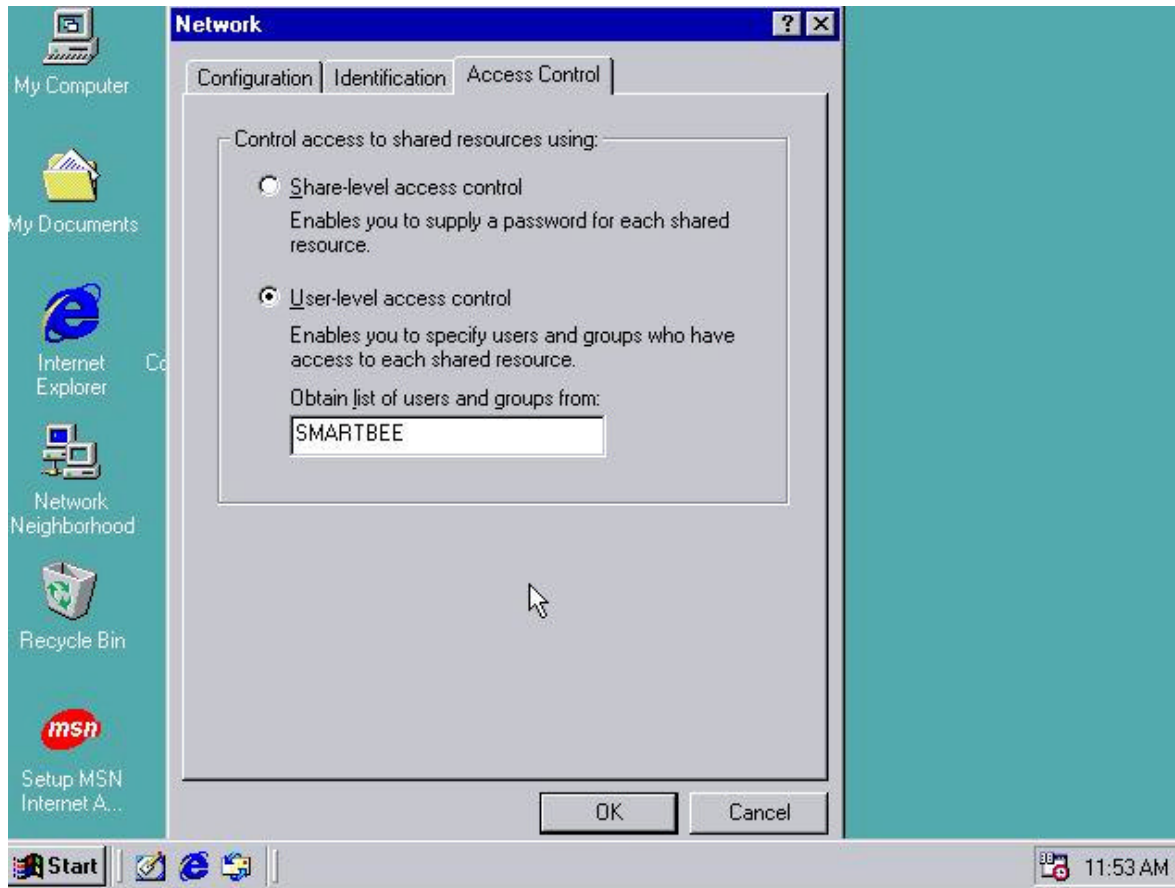 My Computer
My Documents
Internet
Explorer
Co
Network
Neighborhood
Recycle Bin
msn
Setup MSN
Internet A...
Network
Configuration
Identification
Access Control
Control access to shared resources using:
Share-level access control
Enables you to supply a password for each shared
resource.
User-level access control
Enables you to specify users and groups who have
access to each shared resource.
Obtain list of users and groups from:
SMARTBEE
OK
Cancel
Start
11:53 AM